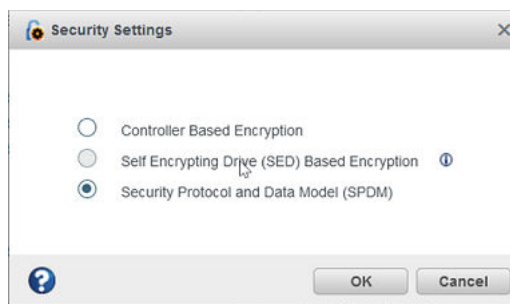 Security Settings
Controller Based Encryption
Self Encrypting Drive (SED) Based Encryption
Security Protocol and Data Model (SPDM)
OK
Cancel